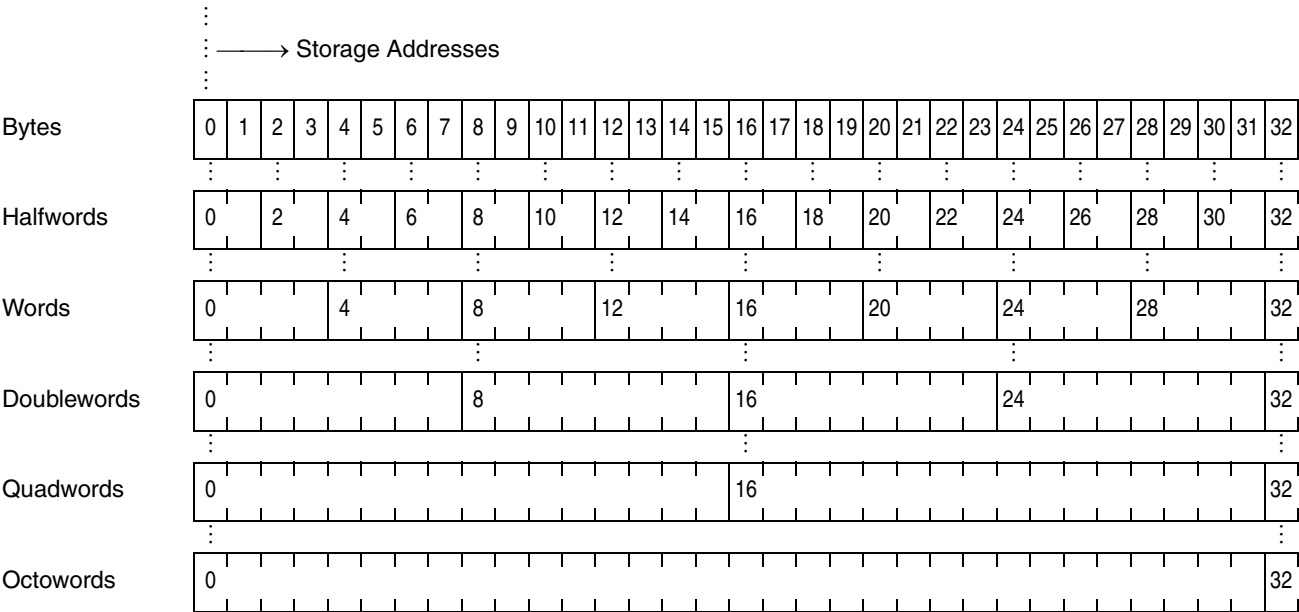 Storage Addresses
Bytes 0 1 2 3 4 5 6 7 8 9 10 11 12 13 14 15 16 17 18 19 20 21 22 23 24 25 26 27 28 29 30 31 32
Halfwords 0 2 4 6 8 10 12 14 16 18 20 22 24 26 28 30 32
Words 0 4 8 12 16 20 24 28 32
Doublewords 0 8 16 24 32
Quadwords 0 16 32
Octowords 0 32